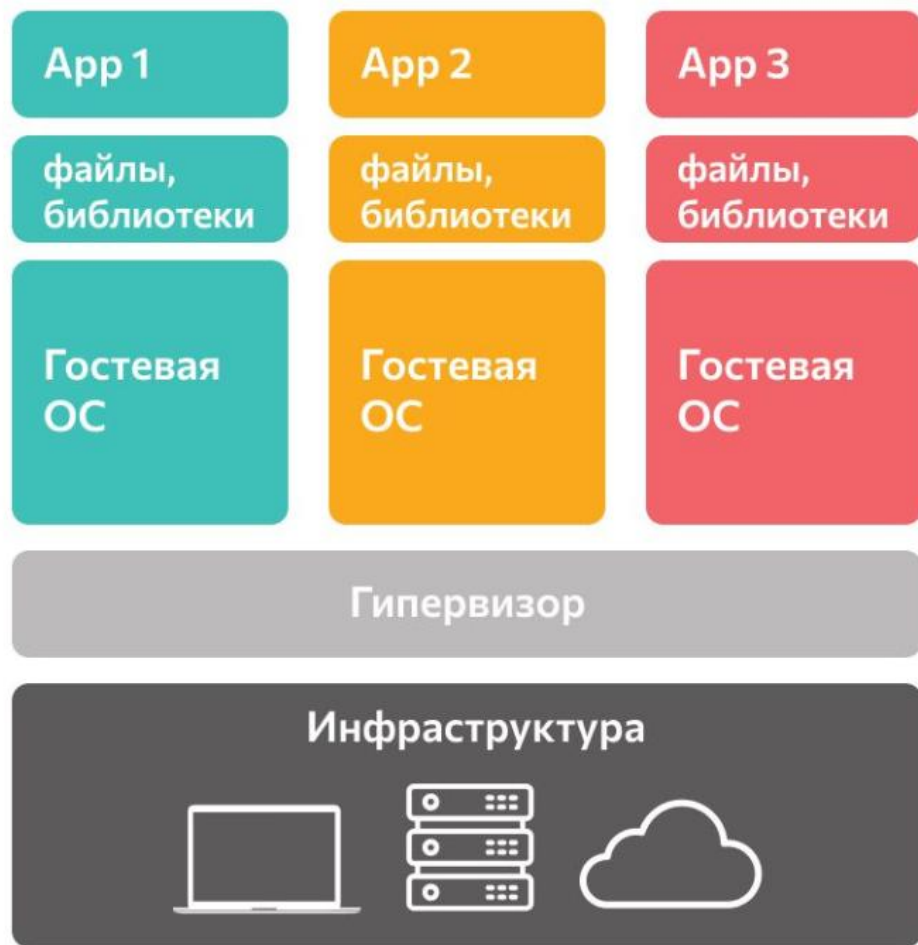 App 1
App 2
App 3
файлы,
библиотеки
файлы,
библиотеки
файлы,
библиотеки
Гостевая
ОС
Гостевая
ОС
Гостевая
ОС
Гипервизор
Инфраструктура